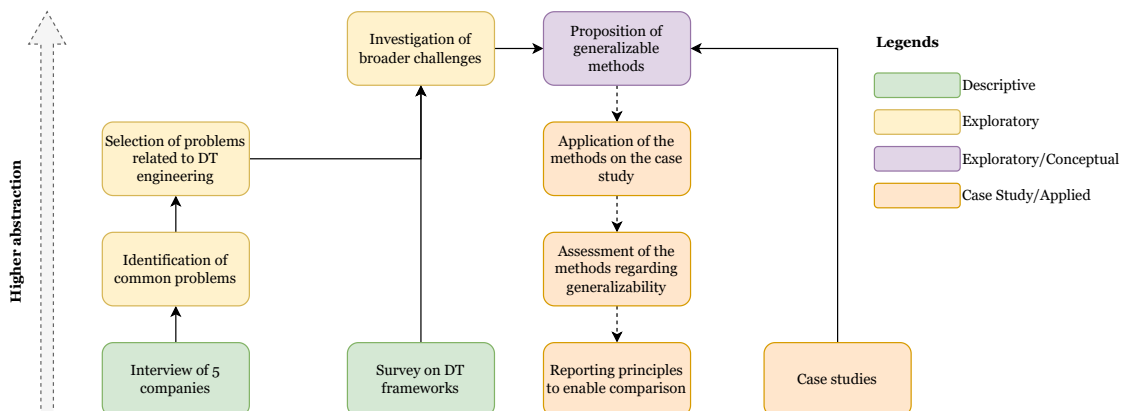 Higher abstraction
Investigation of
broader challenges
Proposition of
generalizable
methods
Legends
Descriptive
Exploratory
Exploratory/Conceptual
Case Study/Applied
Selection of problems
related to DT
engineering
Application of the
methods on the case
study
Identification of
common problems
Assessment of the
methods regarding
generalizability
Interview of 5
companies
Survey on DT
frameworks
Reporting principles
to enable comparison
Case studies